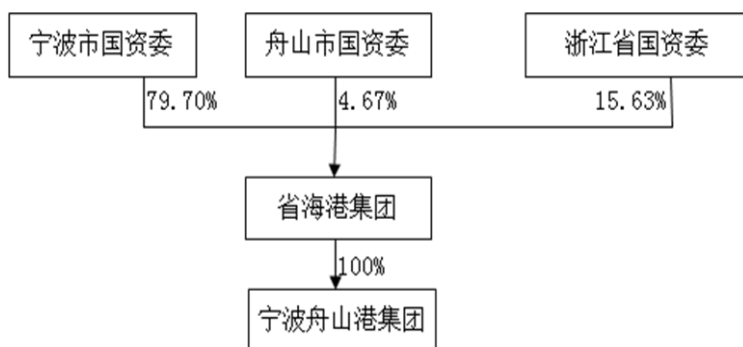 宁波市国资委
舟山市国资委
浙江省国资委
79.70%
4.67%
15.63%
省海港集团
100%
宁波舟山港集团